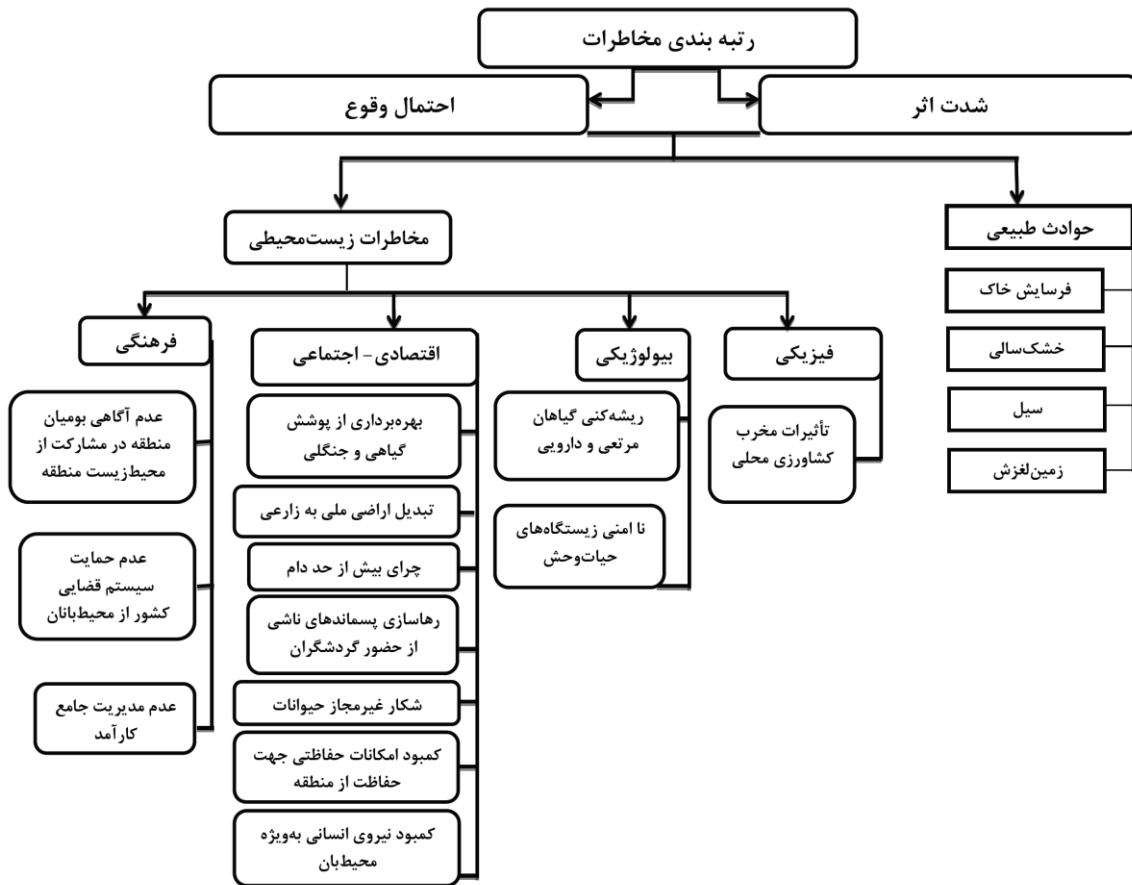 رتبه بندی مخاطرات
شدت اثر
احتمال وقوع
حوادث طبیعی
فرسایش خاک
خشک‌سالی
سیل
زمین‌لغزش
مخاطرات زیست‌محیطی
فیزیکی
تأثیرات مخرب
کشاورزی محلی
بیولوژیکی
ریشه‌کنی گیاهان
مرتعی و دارویی
نا امنی زیستگاه‌های
حیات‌وحش
اقتصادی- اجتماعی
بهره‌برداری از پوشش
گیاهی و جنگلی
تبدیل اراضی ملی به زارعی
چرای بیش از حد دام
رهاسازی پسماندهای ناشی
از حضور گردشگران
شکار غیرمجاز حیوانات
کمبود امکانات حفاظتی جهت
حفاظت از منطقه
کمبود نیروی انسانی به‌ویژه
محیط‌بان
فرهنگی
عدم آگاهی بومیان
منطقه در مشارکت از
محیط‌زیست منطقه
عدم حمایت
سیستم قضایی
کشور از محیط‌بانان
عدم مدیریت جامع
کارآمد